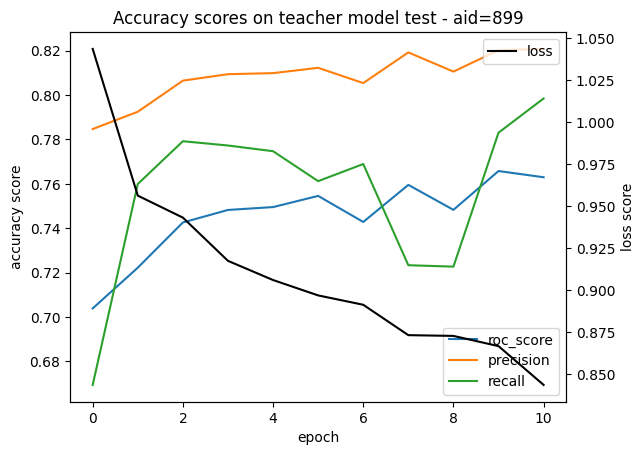 Accuracy scores on teacher model test - aid=899
accuracy score
0.82
0.80
0.78
0.76
0.74
0.72
0.70
0.68
1.050
1.025
1.000
0.975
0.950
0.925
0.900
0.875
0.850
loss score
loss
roc_score
precision
recall
0 2 4 6 8 10
epoch